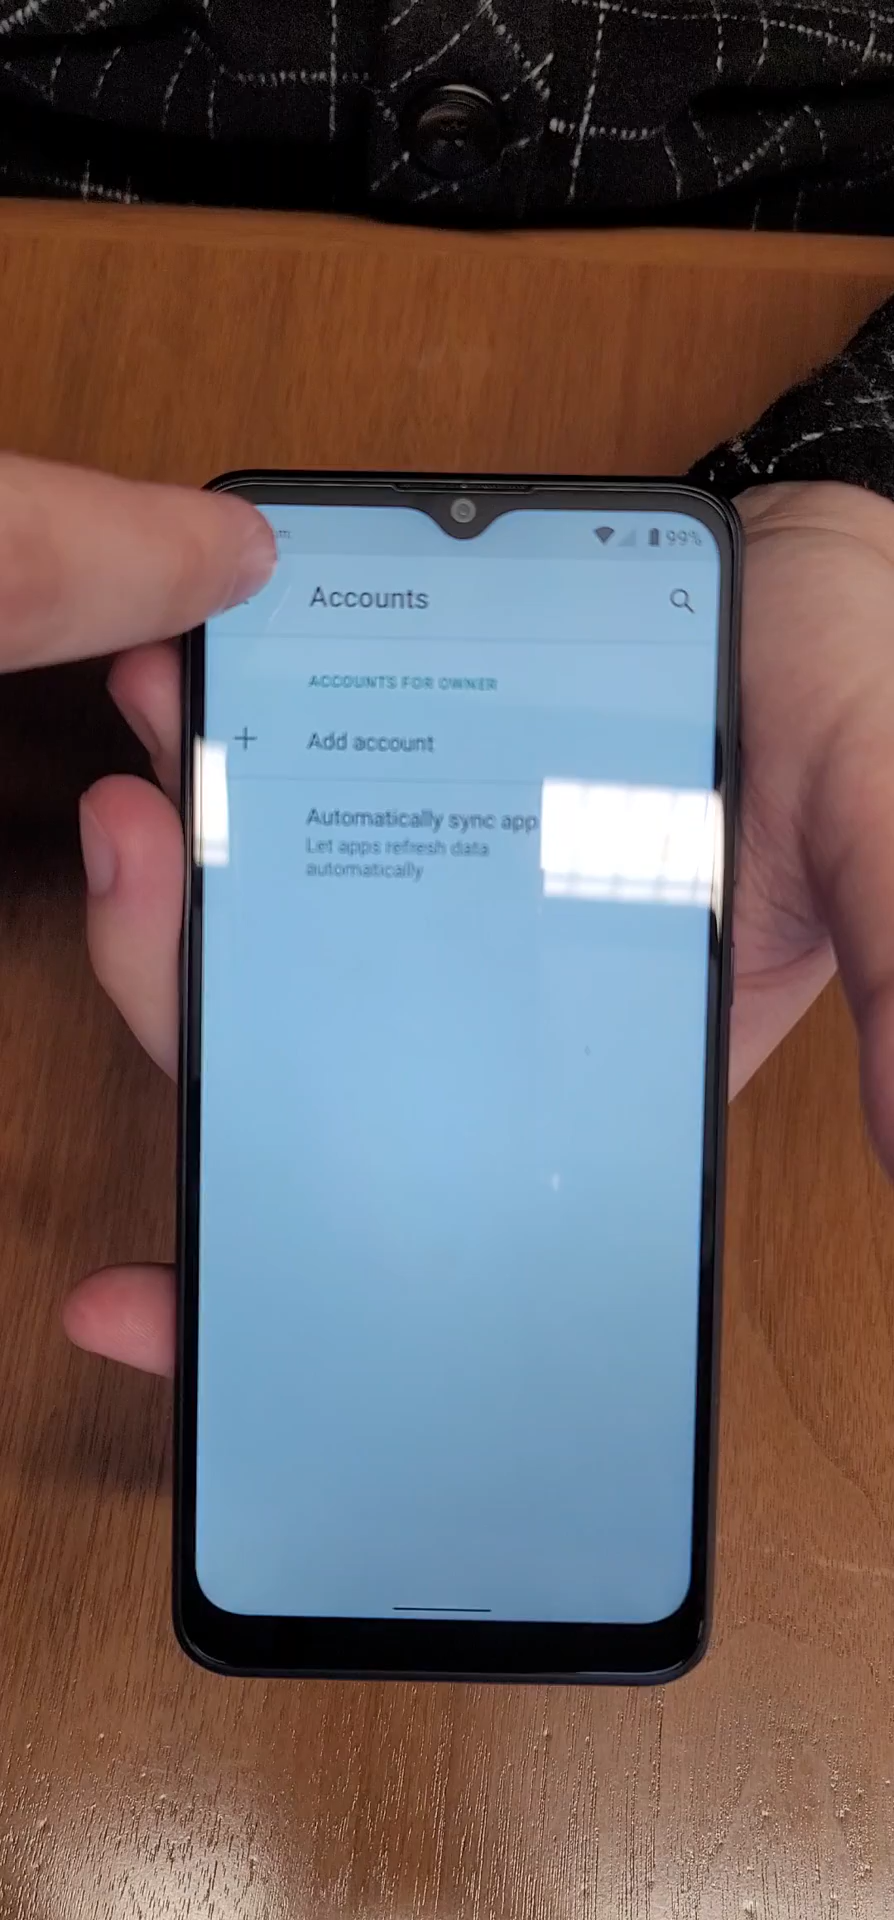 99%
Accounts
ACCOUNTS FOR OWNER
Add account
Automatically sync app
Let apps refresh data
automatically